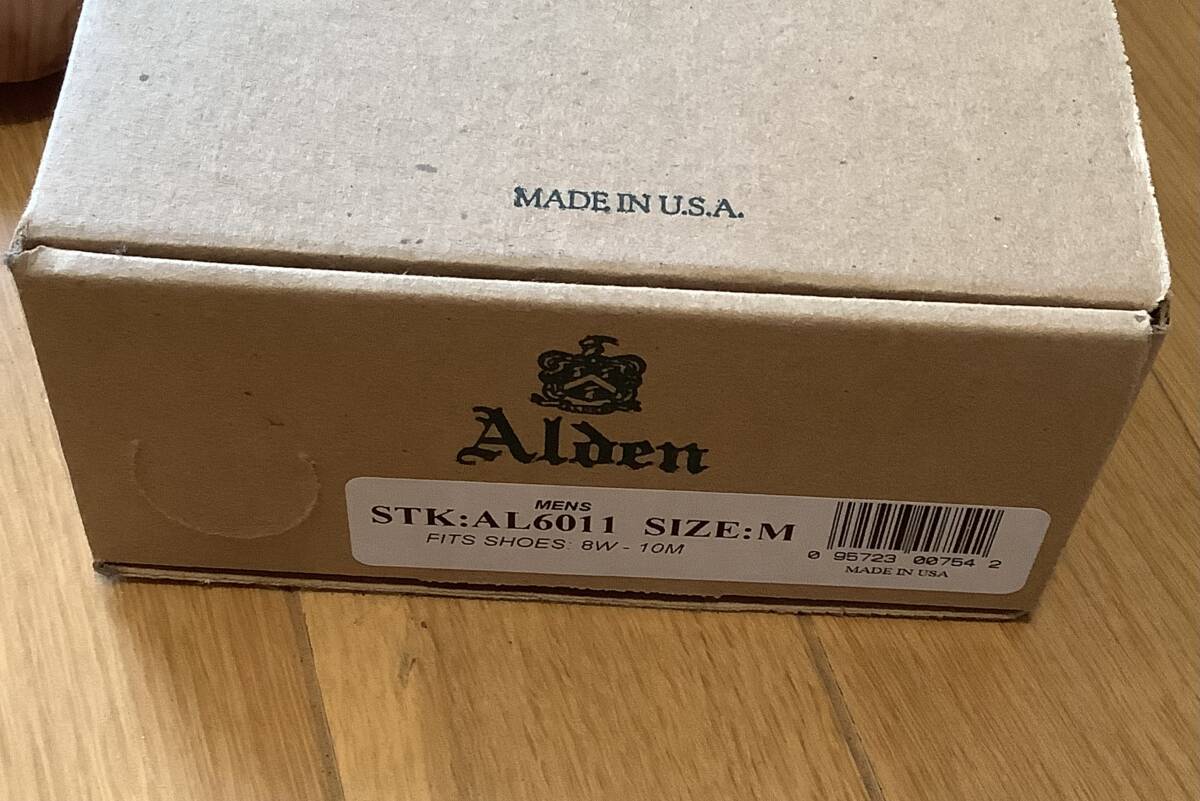 MADE IN U.S.A.
Alden
MENS
STK:AL6011 SIZE:M
FITS SHOES: 8W - 10M
0 95723 00754 2
MADE IN USA